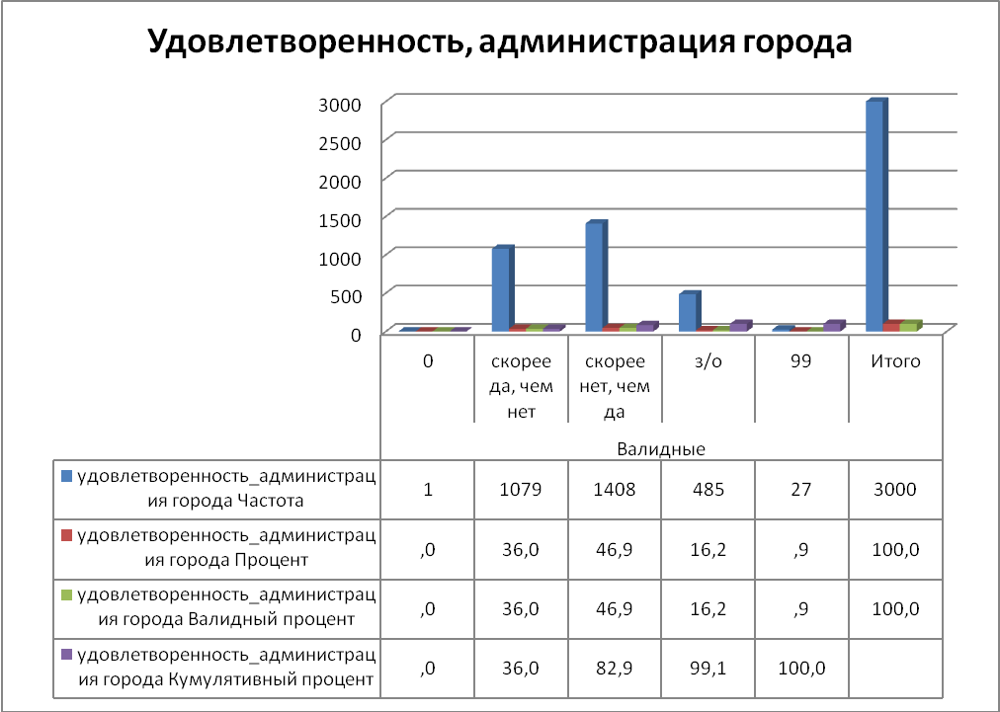 Удовлетворенность, администрация города
3000
2500
2000
1500
1000
500
0
0
скорее
да, чем
нет
скорее
нет, чем
да
з/о
99
Итого
Валидные
удовлетворенность_администрац
ия города Частота
1 1079 1408 485 27 3000
удовлетворенность_администрац
ия города Процент
,0 36,0 46,9 16,2 ,9 100,0
удовлетворенность_администрац
ия города Валидный процент
,0 36,0 46,9 16,2 ,9 100,0
удовлетворенность_администрац
ия города Кумулятивный процент
,0 36,0 82,9 99,1 100,0